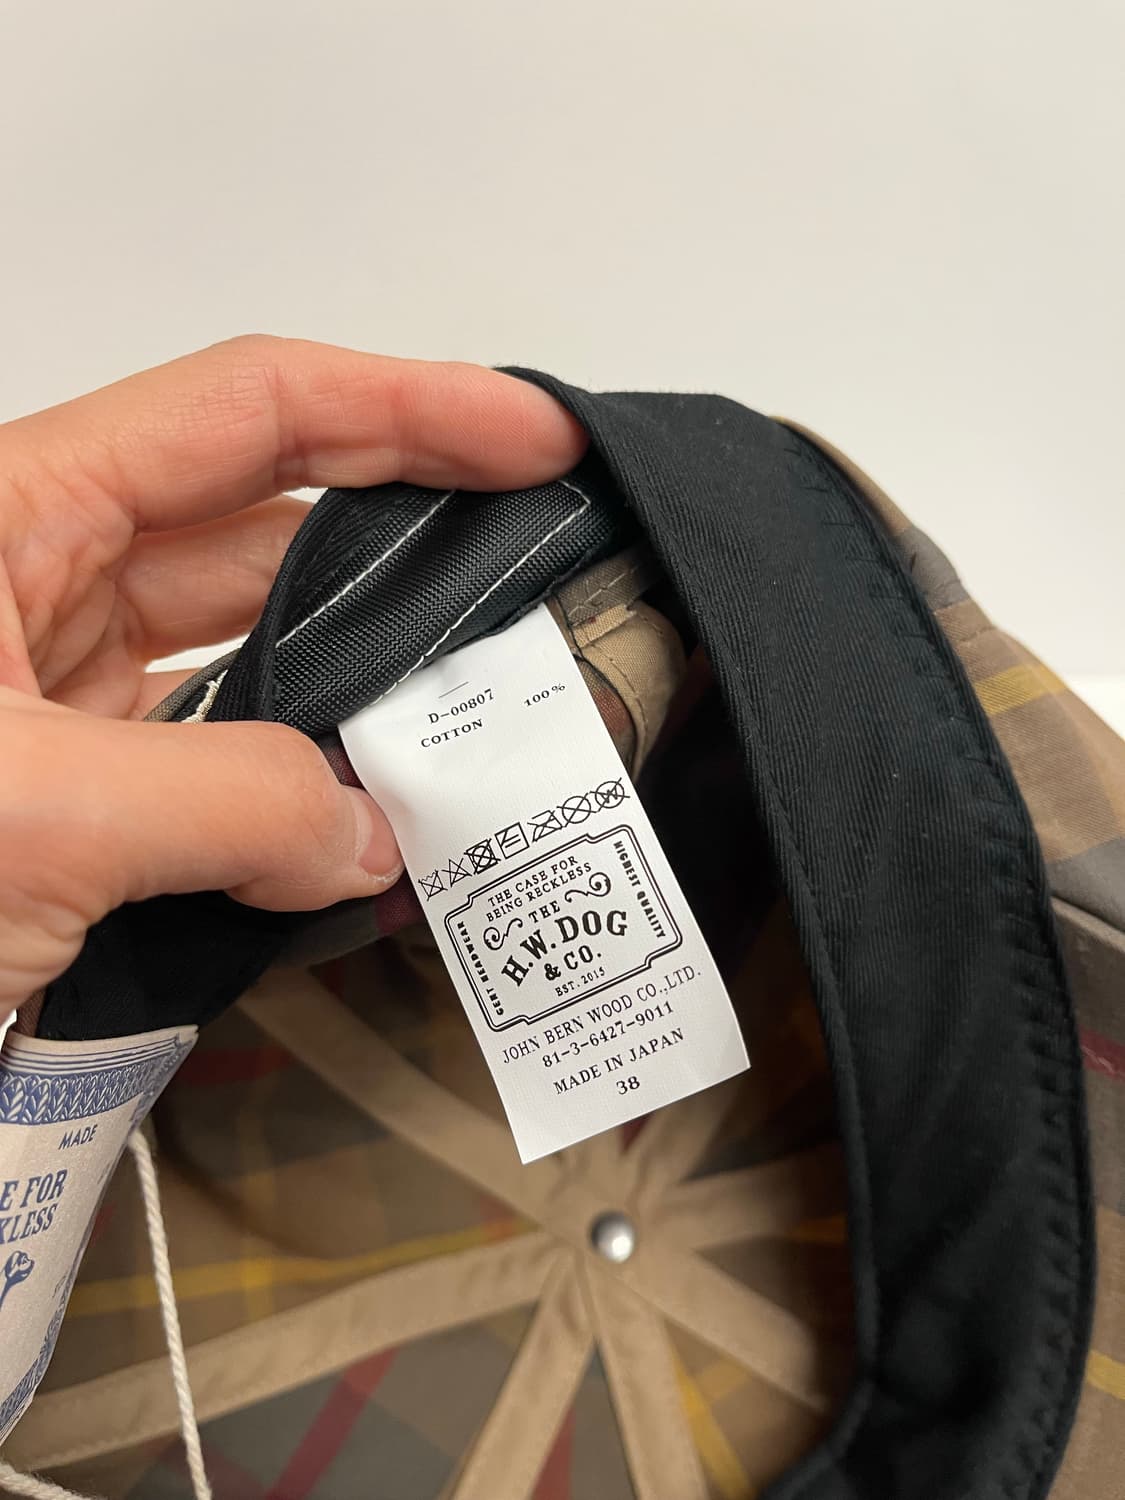 D-00807
COTTON 100%
THE CASE FOR
BEING RECKLESS
THE
H.W.DOG
& CO.
EST.2015
GENT HEADWEAR
HIGHEST QUALITY
JOHN BERN WOOD CO.,LTD.
81-3-6427-9011
MADE IN JAPAN
38
MADE
E FOR
KLESS